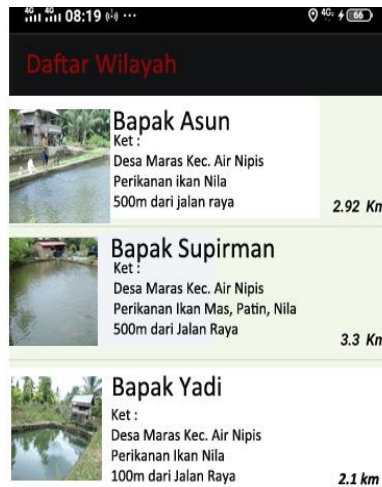 4G 4G 08:19 4G+ 66
Daftar Wilayah
Bapak Asun
Ket :
Desa Maras Kec. Air Nipis
Perikanan ikan Nila
500m dari jalan raya
2.92 Km
Bapak Supirman
Ket :
Desa Maras Kec. Air Nipis
Perikanan Ikan Mas, Patin, Nila
500m dari Jalan Raya
3.3 Km
Bapak Yadi
Ket :
Desa Maras Kec. Air Nipis
Perikanan Ikan Nila
100m dari Jalan Raya
2.1 km